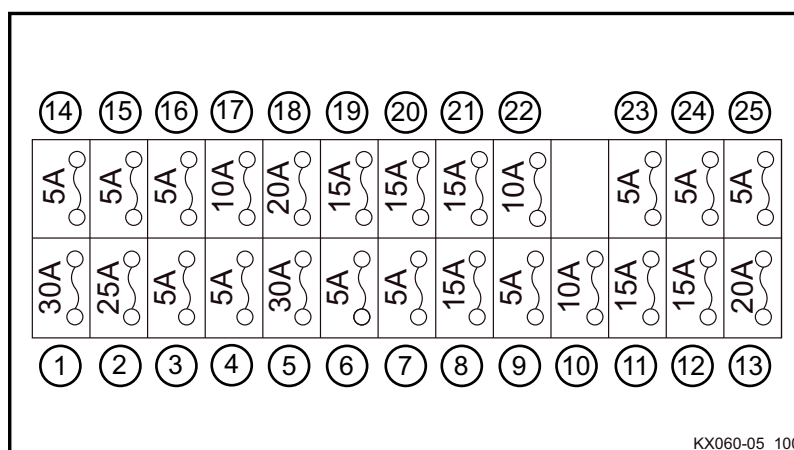 14 15 16 17 18 19 20 21 22 23 24 25
5A 5A 5A 10A 20A 15A 15A 15A 10A 5A 5A 5A
30A 25A 5A 5A 30A 5A 5A 15A 5A 10A 15A 15A 20A
1 2 3 4 5 6 7 8 9 10 11 12 13
KX060-05_100